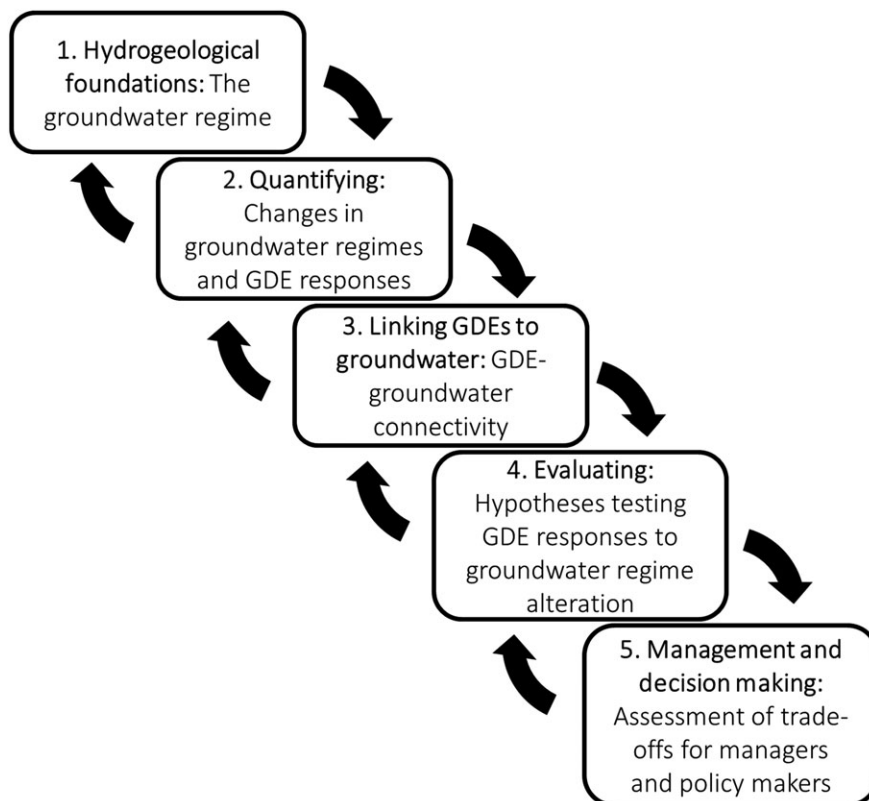 1. Hydrogeological
foundations: The
groundwater regime
2. Quantifying:
Changes in
groundwater regimes
and GDE responses
3. Linking GDEs to
groundwater: GDE-
groundwater
connectivity
4. Evaluating:
Hypotheses testing
GDE responses to
groundwater regime
alteration
5. Management and
decision making:
Assessment of trade-
offs for managers
and policy makers